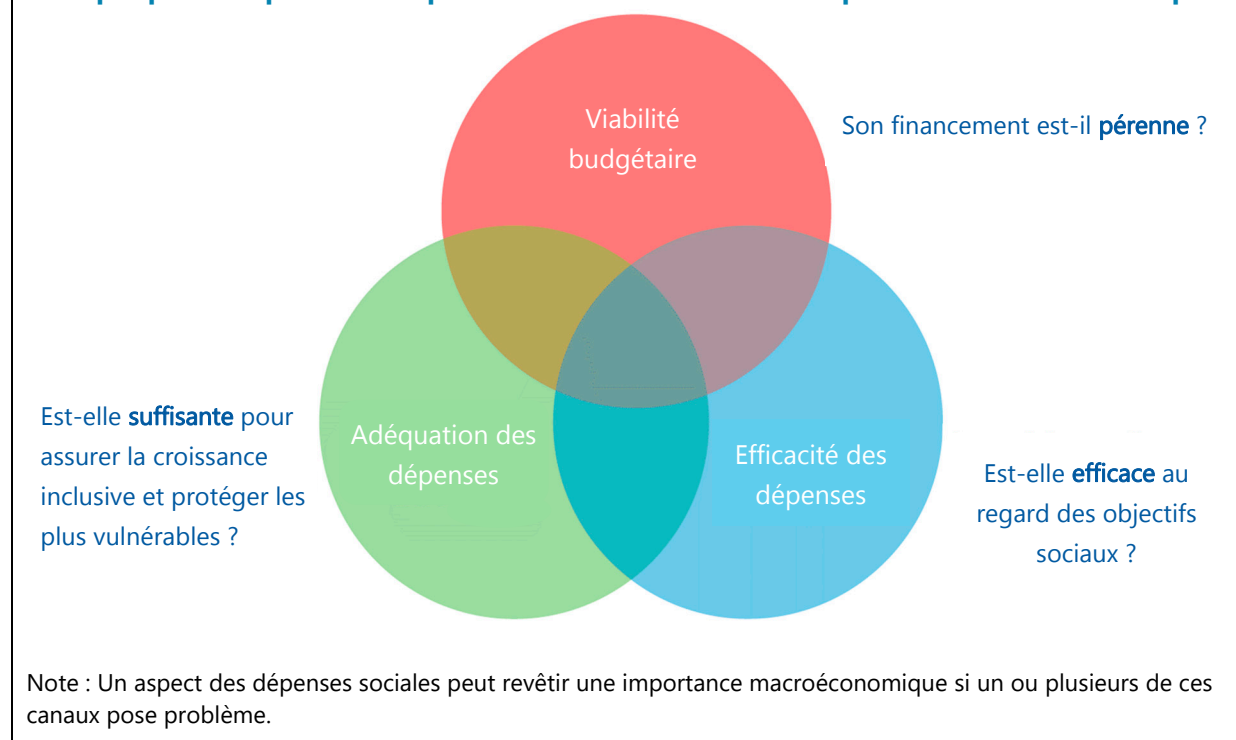 Viabilité
budgétaire
Son financement est-il pérenne ?
Est-elle suffisante pour
assurer la croissance
inclusive et protéger les
plus vulnérables ?
Adéquation des
dépenses
Efficacité des
dépenses
Est-elle efficace au
regard des objectifs
sociaux ?
Note : Un aspect des dépenses sociales peut revêtir une importance macroéconomique si un ou plusieurs de ces
canaux pose problème.